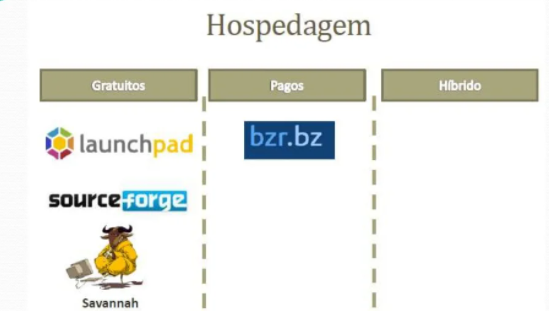 Hospedagem
Gratuitos
Pagos
Híbrido
launchpad
bzr.bz
sourceforge
Savannah